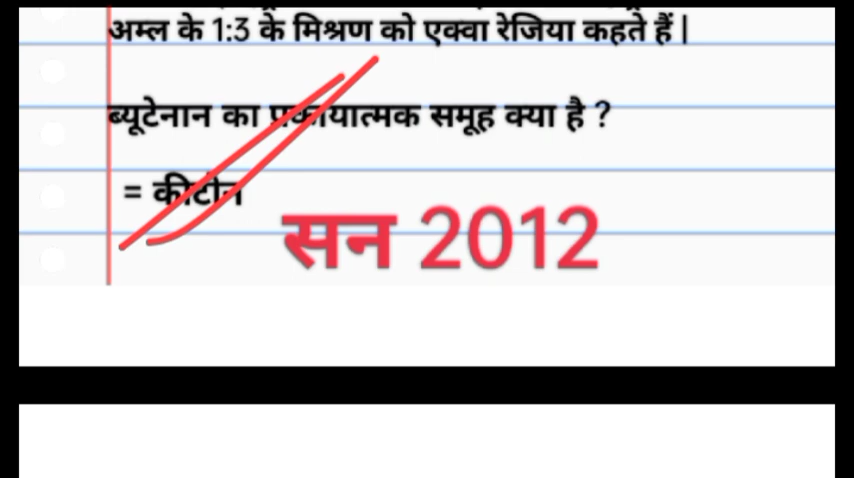 अम्ल के 1:3 के मिश्रण को एक्वा रेजिया कहते हैं |
ब्यूटेनान का प्रकार्यात्मक समूह क्या है ?
= कीटोन
सन 2012